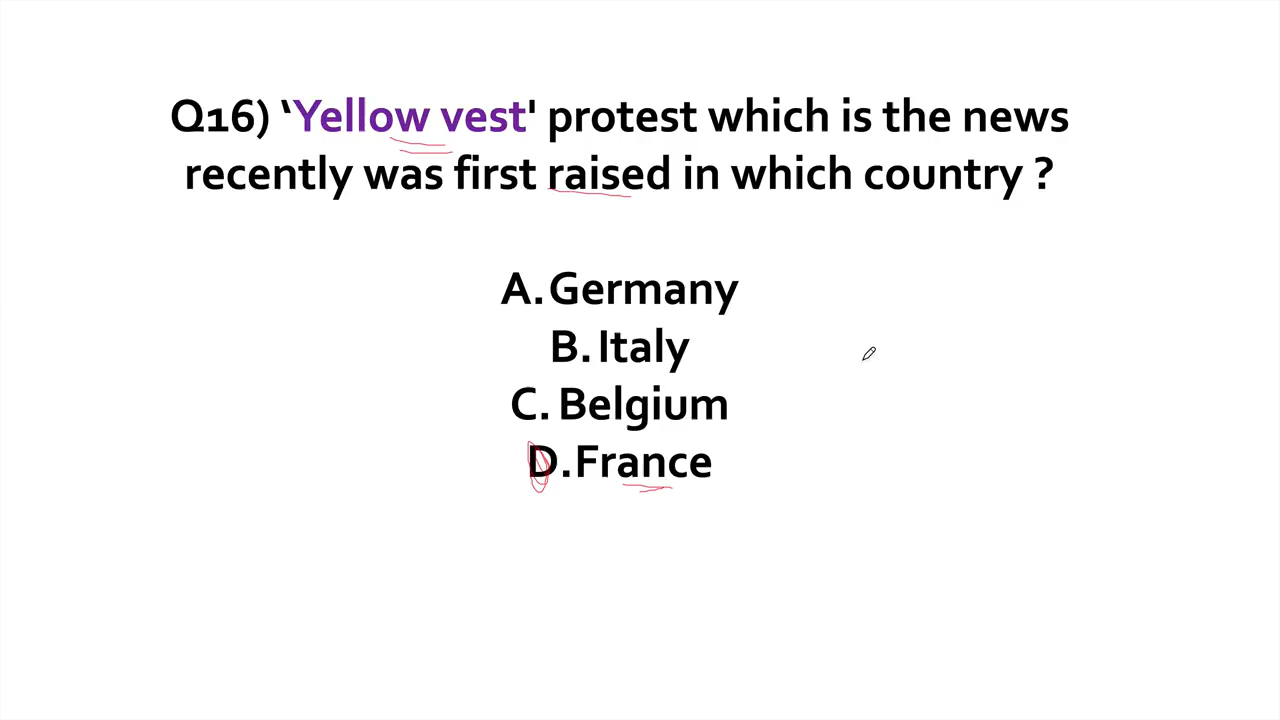 Q16) ‘Yellow vest' protest which is the news
recently was first raised in which country ?
A. Germany
B. Italy
C. Belgium
D. France